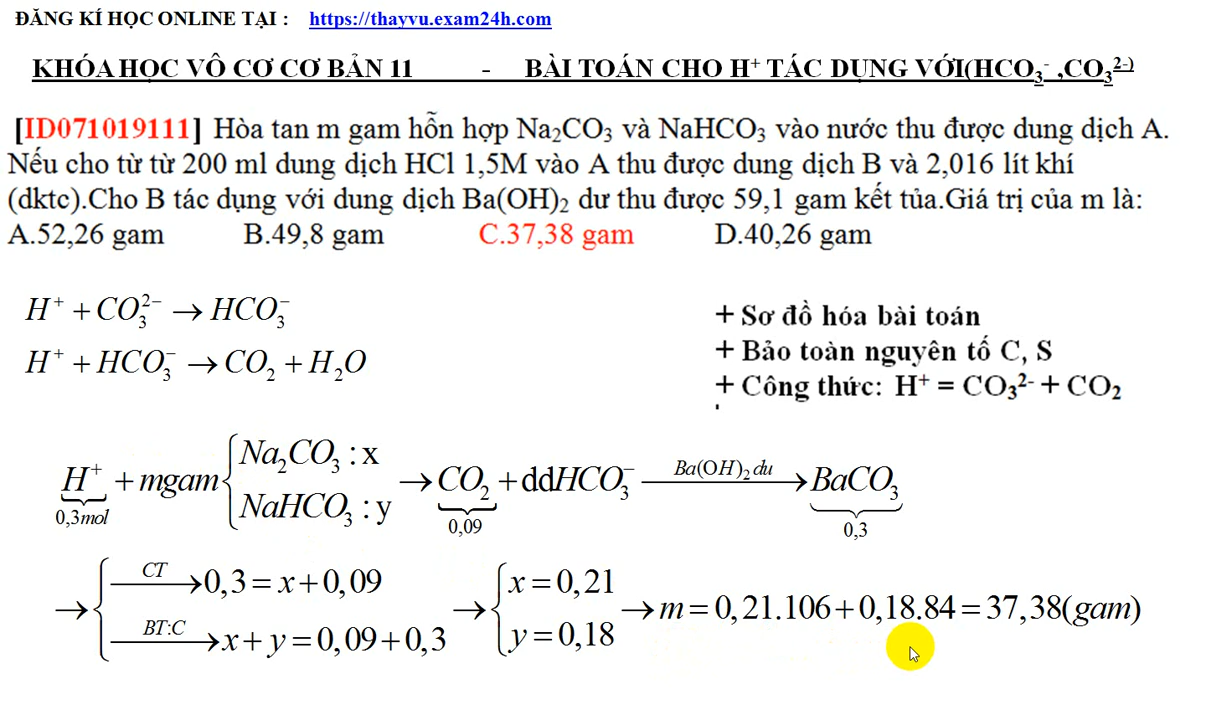 ĐĂNG KÍ HỌC ONLINE TẠI : https://thayvu.exam24h.com
KHÓA HỌC VÔ CƠ CƠ BẢN 11 - BÀI TOÁN CHO H⁺ TÁC DỤNG VỚI(HCO₃⁻ ,CO₃²⁻)
[ID071019111] Hòa tan m gam hỗn hợp Na₂CO₃ và NaHCO₃ vào nước thu được dung dịch A.
Nếu cho từ từ 200 ml dung dịch HCl 1,5M vào A thu được dung dịch B và 2,016 lít khí
(dktc).Cho B tác dụng với dung dịch Ba(OH)₂ dư thu được 59,1 gam kết tủa.Giá trị của m là:
A.52,26 gam B.49,8 gam C.37,38 gam D.40,26 gam
H⁺ + CO₃²⁻ → HCO₃⁻
H⁺ + HCO₃⁻ → CO₂ + H₂O
+ Sơ đồ hóa bài toán
+ Bảo toàn nguyên tố C, S
+ Công thức: H⁺ = CO₃²⁻ + CO₂
H⁺ + mgam { Na₂CO₃ : x
NaHCO₃ : y → CO₂ + ddHCO₃⁻ Ba(OH)₂ du → BaCO₃
0,3mol 0,09 0,3
→ { CT → 0,3 = x + 0,09
BT:C → x + y = 0,09 + 0,3
→ { x = 0,21
y = 0,18
→ m = 0,21.106 + 0,18.84 = 37,38(gam)